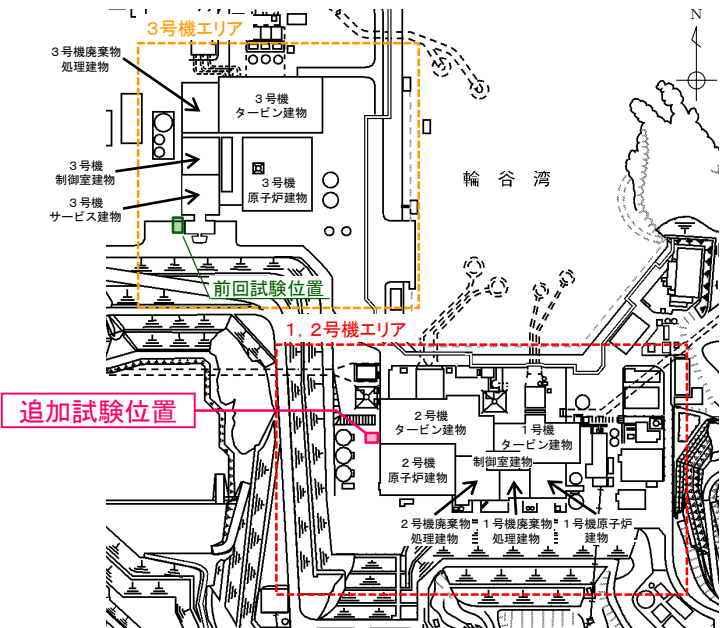 ３号機エリア
N
３号機廃棄物
処理建物
３号機
タービン建物
３号機
制御室建物
３号機
原子炉建物
輪谷湾
３号機
サービス建物
前回試験位置
１，２号機エリア
追加試験位置
２号機
タービン建物
１号機
タービン建物
２号機
原子炉建物
制御室建物
２号機廃棄物
処理建物
１号機廃棄物
処理建物
１号機原子炉
建物